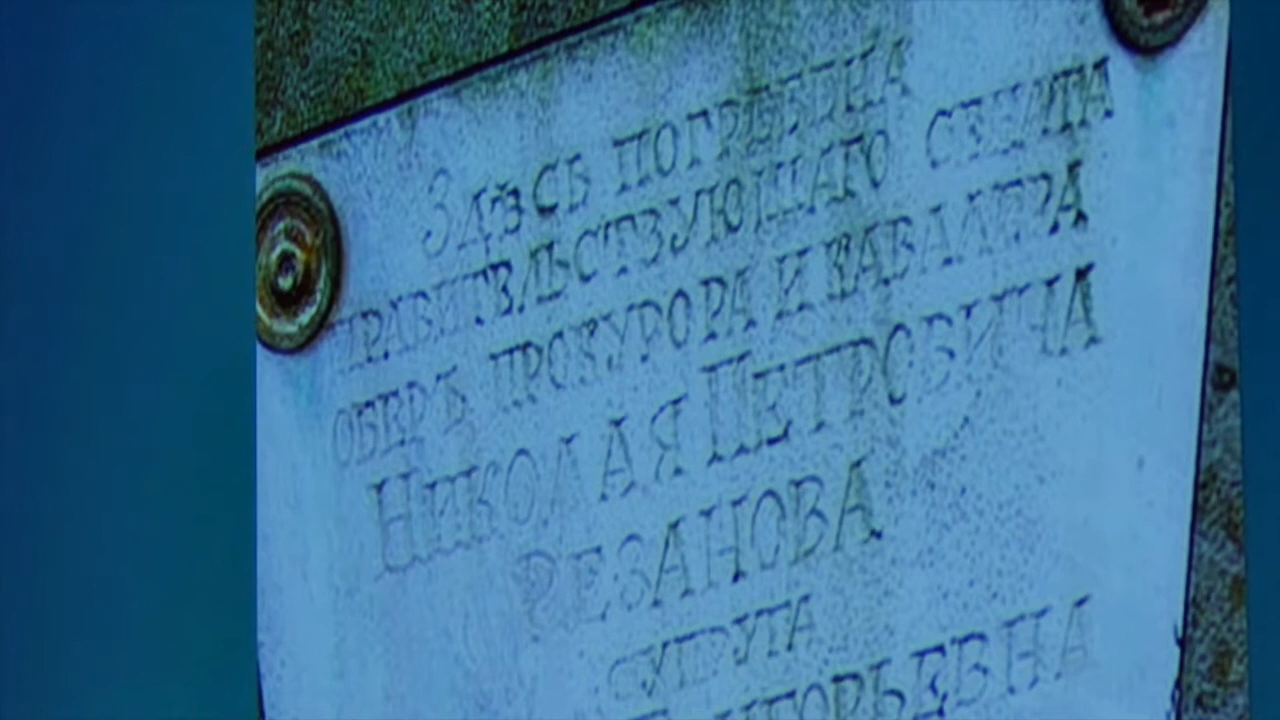 Здѣсь погребена
правительствующаго сената
оберъ прокурора и кавалера
Николая Петровича
Резанова
супруга